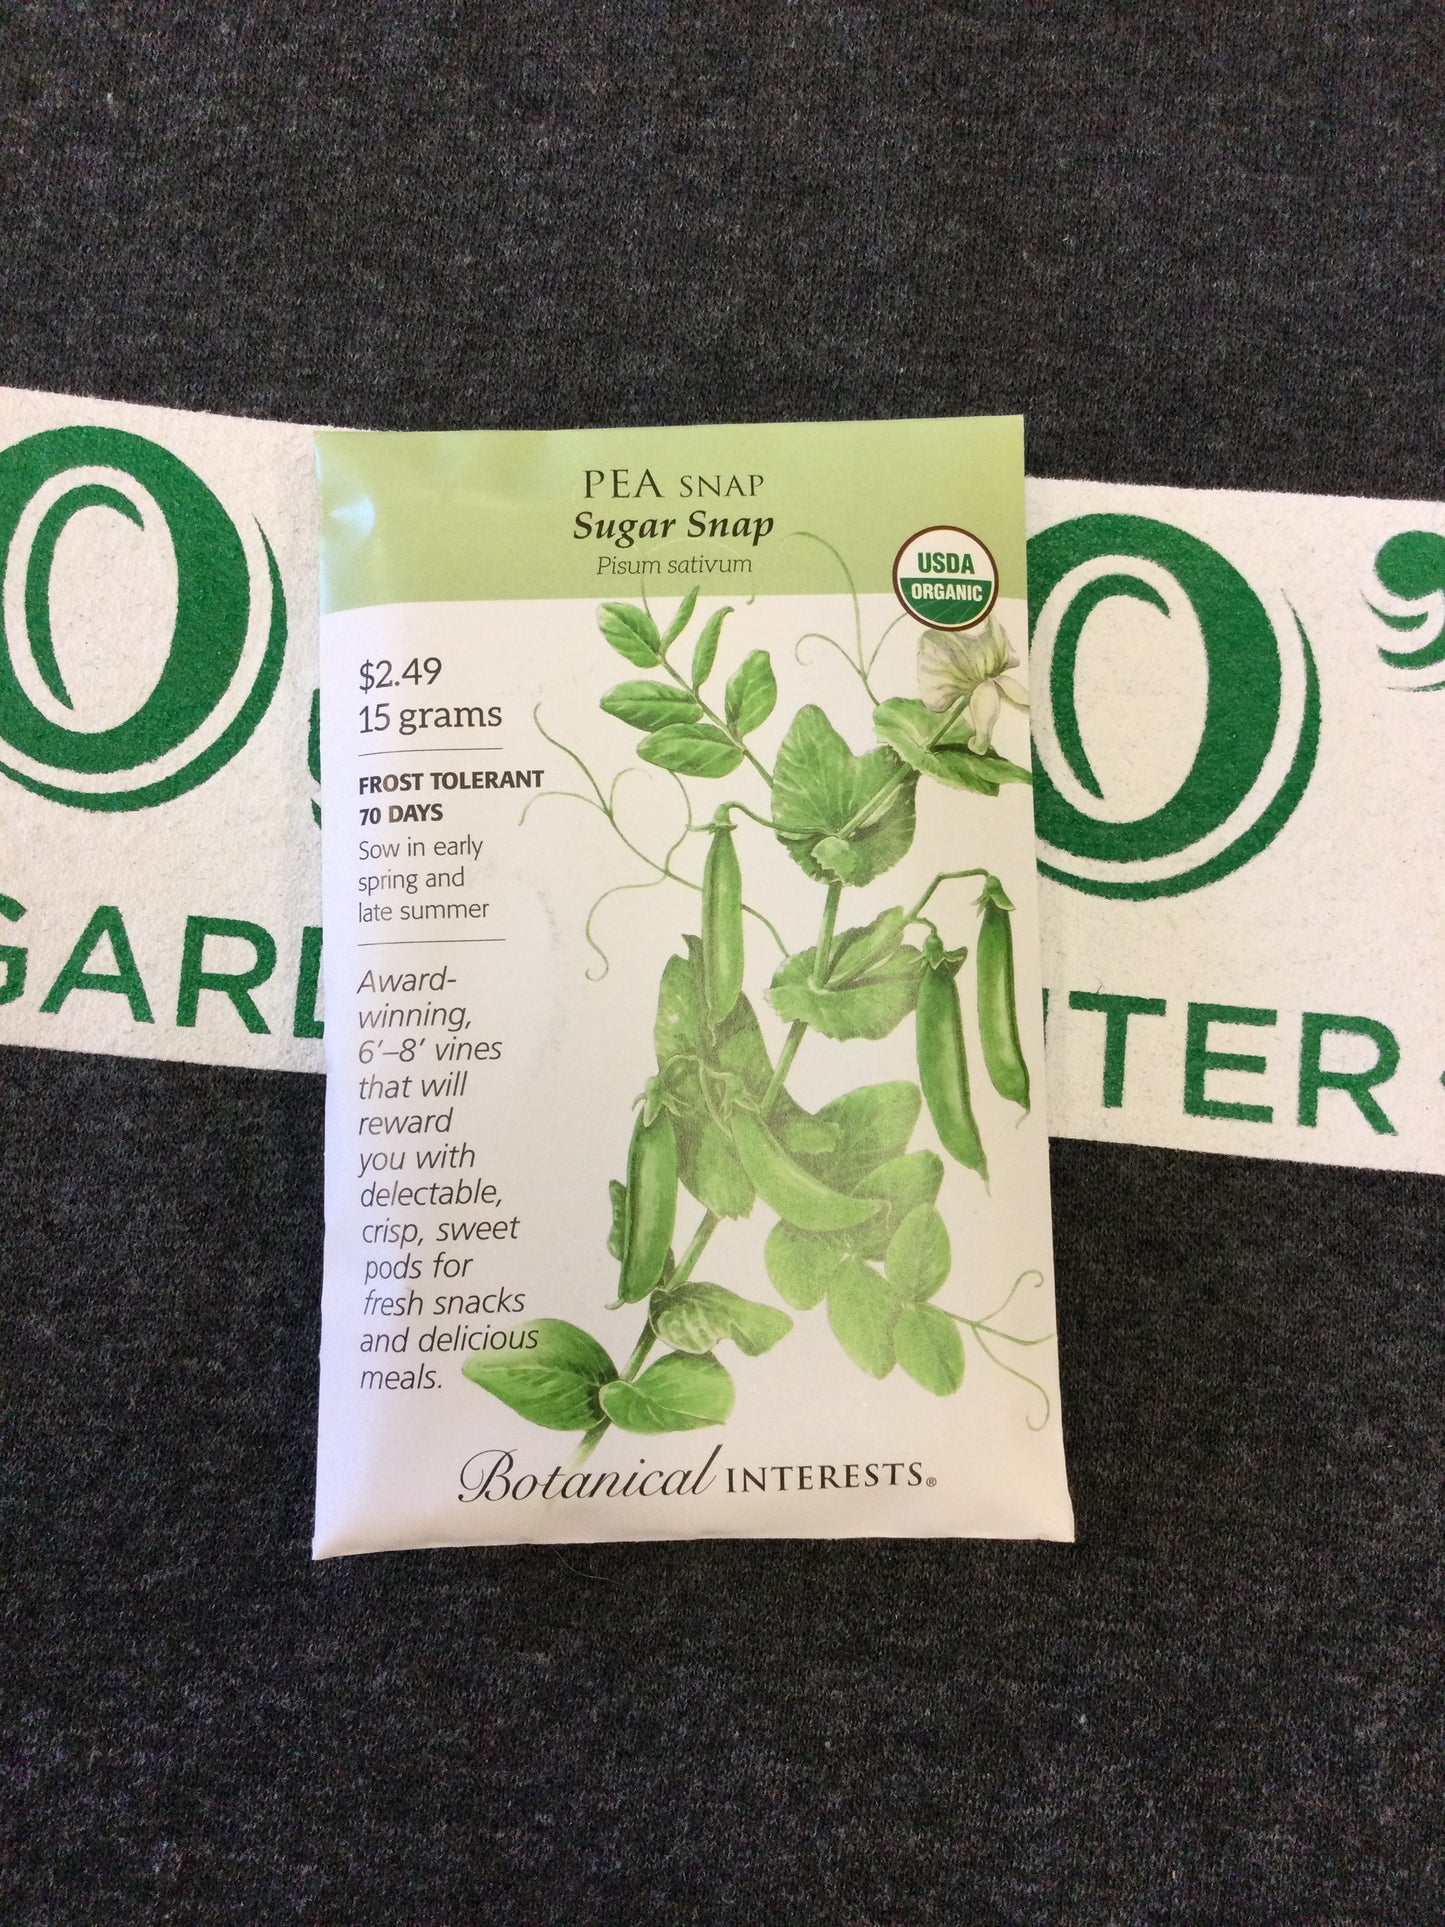 PEA SNAP
Sugar Snap
Pisum sativum
USDA
ORGANIC
$2.49
15 grams
FROST TOLERANT
70 DAYS
Sow in early
spring and
late summer
Award-
winning,
6'–8' vines
that will
reward
you with
delectable,
crisp, sweet
pods for
fresh snacks
and delicious
meals.
Botanical INTERESTS®